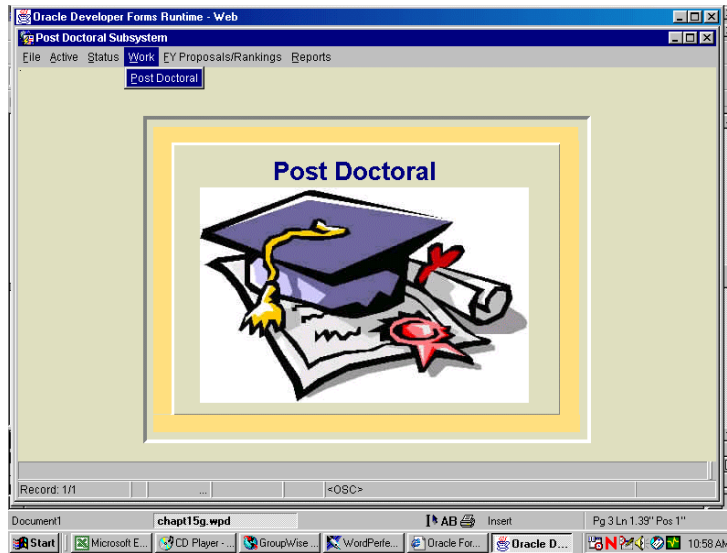 Oracle Developer Forms Runtime - Web
Post Doctoral Subsystem
File Active Status Work FY Proposals/Rankings Reports
Post Doctoral
Post Doctoral
Record: 1/1 ... <OSC>
Document1 chapt15g.wpd AB Insert Pg 3 Ln 1.39" Pos 1"
Start Microsoft E... CD Player - ... GroupWise ... WordPerfe... Oracle For... Oracle D... 10:58 AM